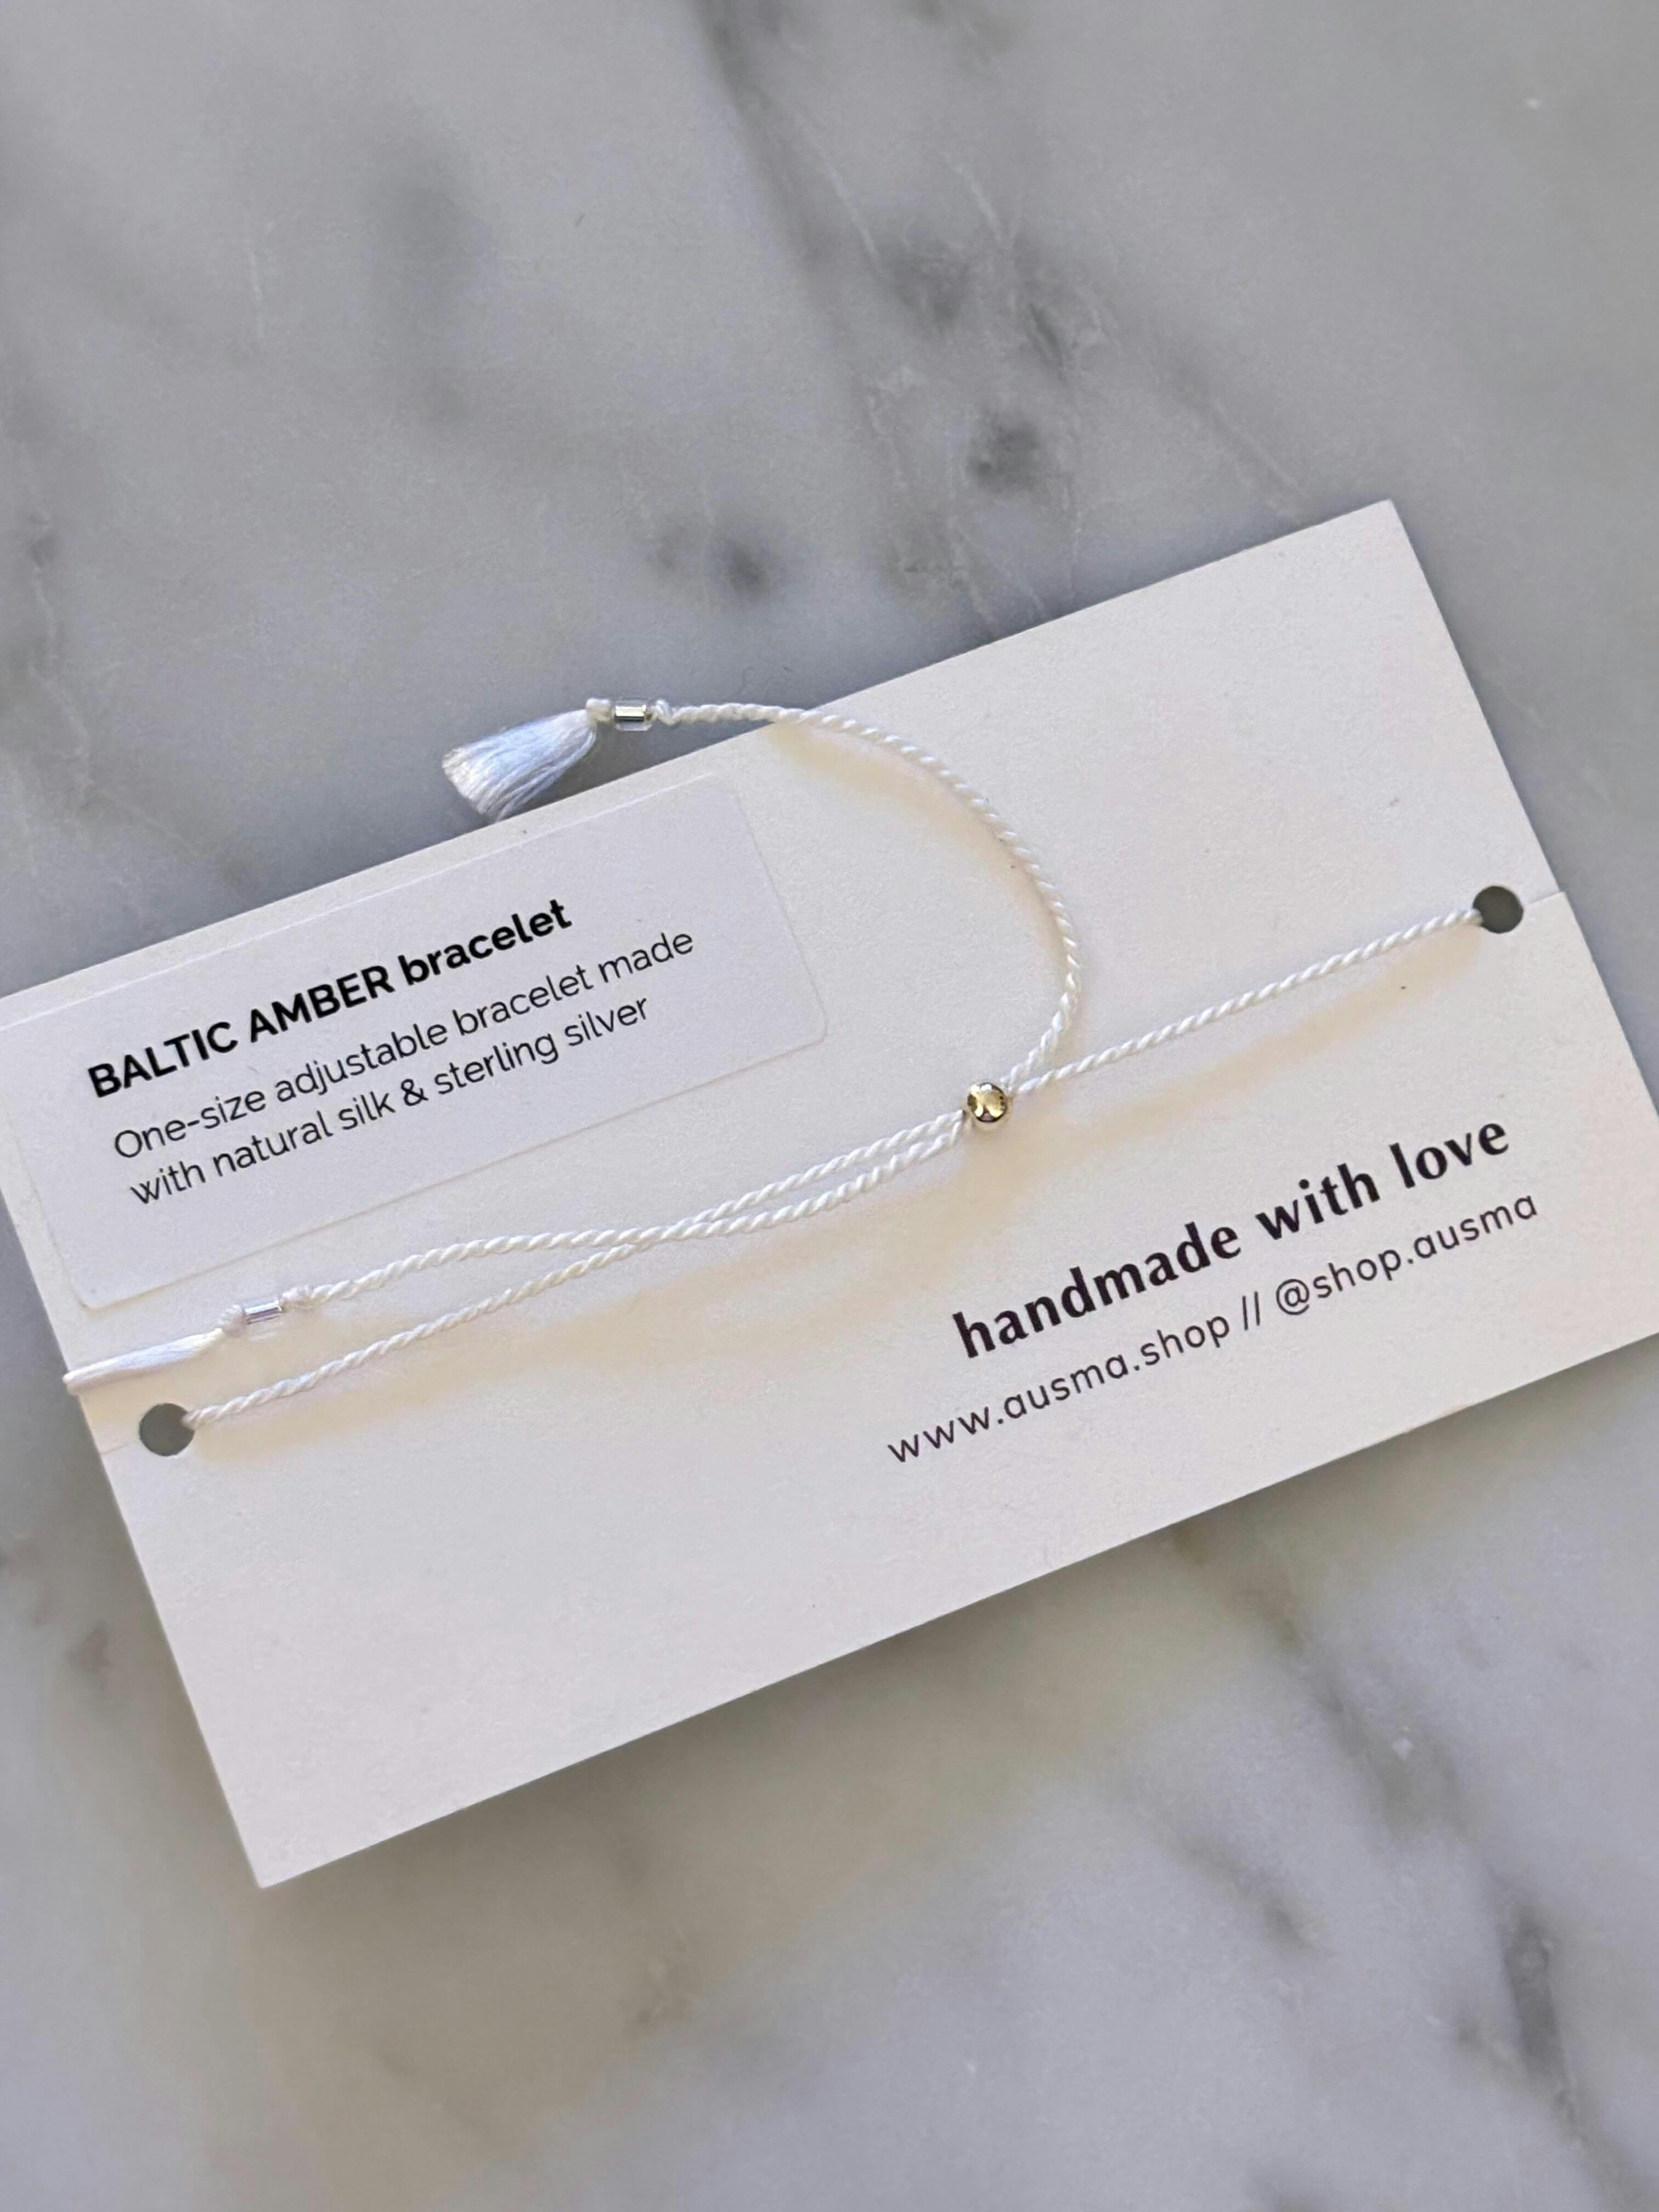 BALTIC AMBER bracelet
One-size adjustable bracelet made
with natural silk & sterling silver
handmade with love
www.ausma.shop // @shop.ausma